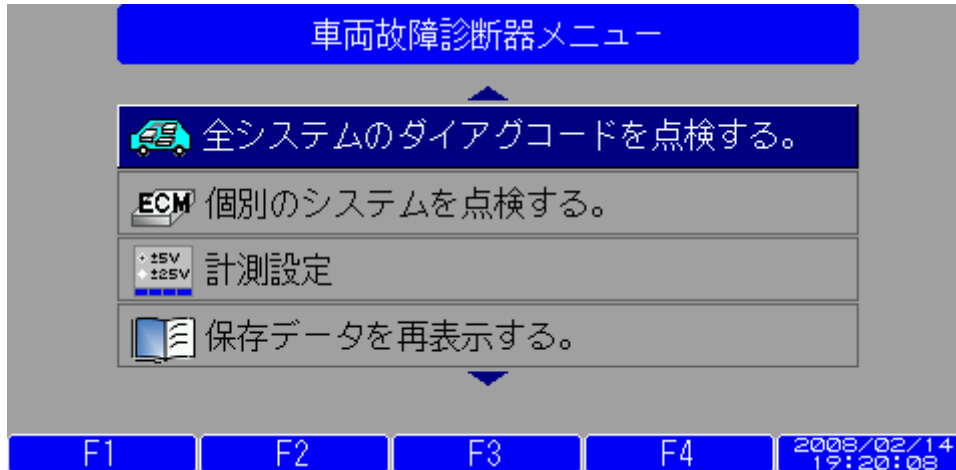 車両故障診断器メニュー
全システムのダイアグコードを点検する。
ECM 個別のシステムを点検する。
±5V
±25V
計測設定
保存データを再表示する。
F1 F2 F3 F4 2008/02/14
19:20:08